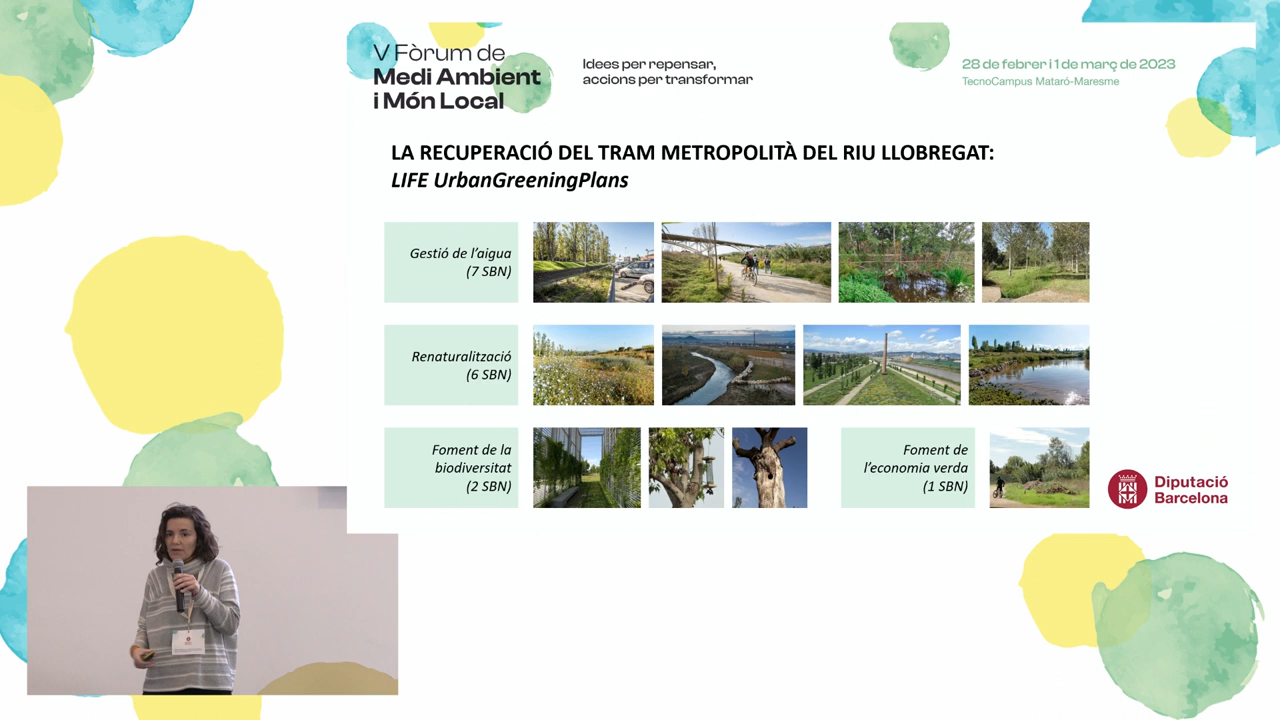 V Fòrum de
Medi Ambient
i Món Local
Idees per repensar,
accions per transformar
28 de febrer i 1 de març de 2023
TecnoCampus Mataró-Maresme
LA RECUPERACIÓ DEL TRAM METROPOLITÀ DEL RIU LLOBREGAT:
LIFE UrbanGreeningPlans
Gestió de l'aigua
(7 SBN)
Renaturalització
(6 SBN)
Foment de la
biodiversitat
(2 SBN)
Foment de
l'economia verda
(1 SBN)
Diputació
Barcelona